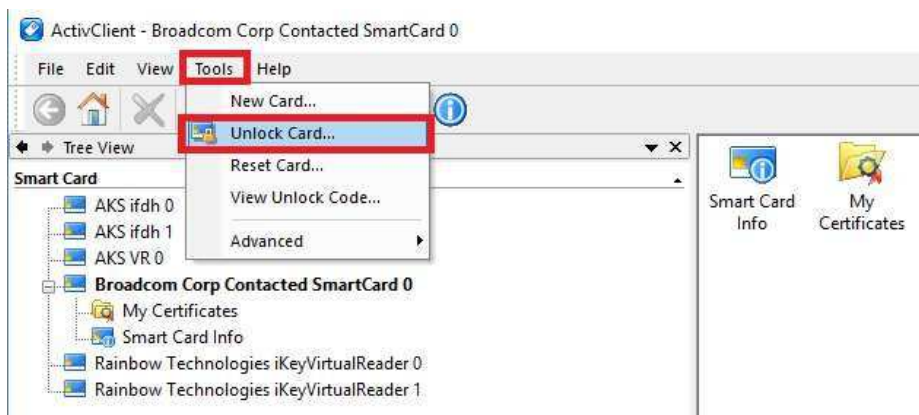 ActivClient - Broadcom Corp Contacted SmartCard 0
File Edit View Tools Help
New Card...
Unlock Card...
Reset Card...
View Unlock Code...
Advanced
Tree View
Smart Card
AKS ifdh 0
AKS ifdh 1
AKS VR 0
Broadcom Corp Contacted SmartCard 0
My Certificates
Smart Card Info
Rainbow Technologies iKeyVirtualReader 0
Rainbow Technologies iKeyVirtualReader 1
Smart Card
Info
My
Certificates